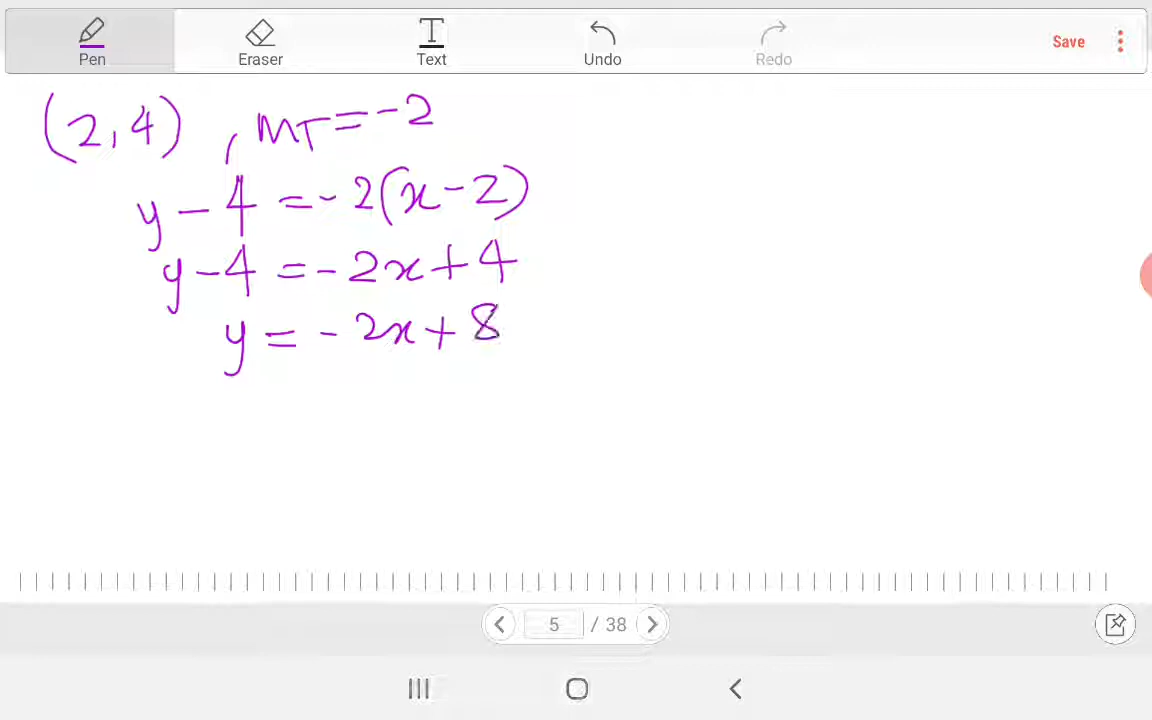 Pen Eraser Text Undo Redo Save
(2,4) , mT = -2
y - 4 = -2(x - 2)
y - 4 = -2x + 4
y = -2x + 8
5 / 38